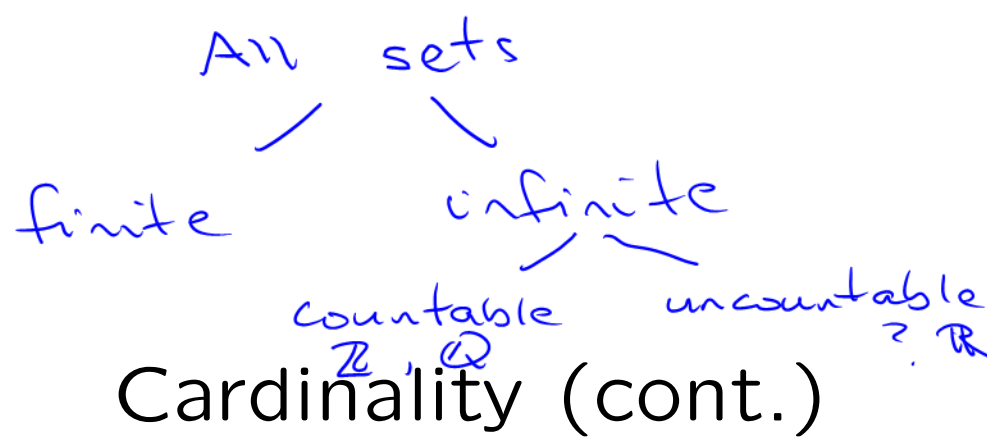 All sets
finite infinite
countable uncountable
ℤ, ℚ ? ℝ
Cardinality (cont.)